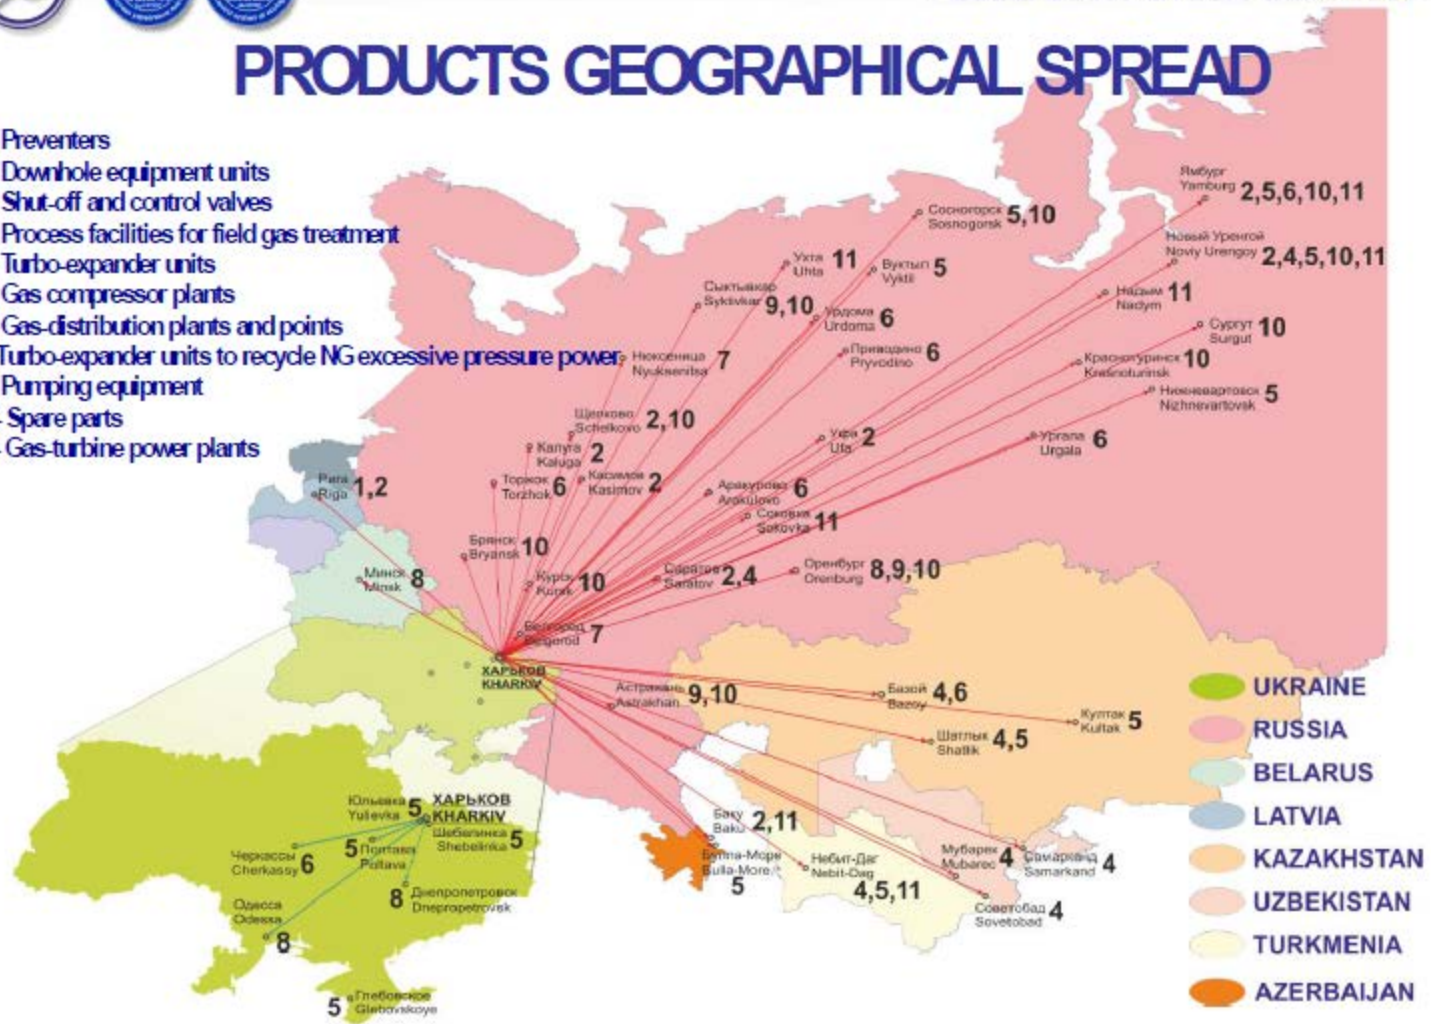 PRODUCTS GEOGRAPHICAL SPREAD
Preventers
Downhole equipment units
Shut-off and control valves
Process facilities for field gas treatment
Turbo-expander units
Gas compressor plants
Gas-distribution plants and points
Turbo-expander units to recycle NG excessive pressure power
Pumping equipment
Spare parts
Gas-turbine power plants
Ямбург
Yamburg 2,5,6,10,11
Сосногорск
Sosnogorsk 5,10
Новый Уренгой
Noviy Urengoy 2,4,5,10,11
Ухта
Uhta 11
Вуктыл
Vyktil 5
Сыктывкар
Syktivkar 9,10
Надым
Nadym 11
Урдома
Urdoma 6
Сургут
Surgut 10
Нюксеница
Nyuksenitsa 7
Приводино
Pryvodino 6
Краснотуринск
Krasnoturinsk 10
Нижневартовск
Nizhnevartovsk 5
Щелково
Schelkovo 2,10
Калуга
Kaluga 2
Уфа
Ufa 2
Ургала
Urgala 6
Рига
Riga 1,2
Торжок
Torzhok 6
Касимов
Kasimov 2
Аракулово
Arakulovo 6
Соковка
Sokovka 11
Брянск
Bryansk 10
Минск
Minsk 8
Курск
Kursk 10
Саратов
Saratov 2,4
Оренбург
Orenburg 8,9,10
Белгород
Belgorod 7
ХАРЬКОВ
KHARKIV
Астрахань
Astrakhan 9,10
Базой
Bazoy 4,6
Култак
Kultak 5
Шатлык
Shatlik 4,5
UKRAINE
RUSSIA
BELARUS
LATVIA
KAZAKHSTAN
UZBEKISTAN
TURKMENIA
AZERBAIJAN
Юльевка
Yulievka 5
ХАРЬКОВ
KHARKIV
Шебелинка
Shebelinka 5
Черкассы
Cherkassy 6
5 Полтава
Poltava
8 Днепропетровск
Dnepropetrovsk
Одесса
Odessa
8
5 Глебовское
Glebovskoye
Баку
Baku 2,11
Булла-Море
Bulla-More
5
Небит-Даг
Nebit-Dag
4,5,11
Мубарек
Mubarec 4
Самарканд
Samarkand 4
Советобад
Sovetobad 4